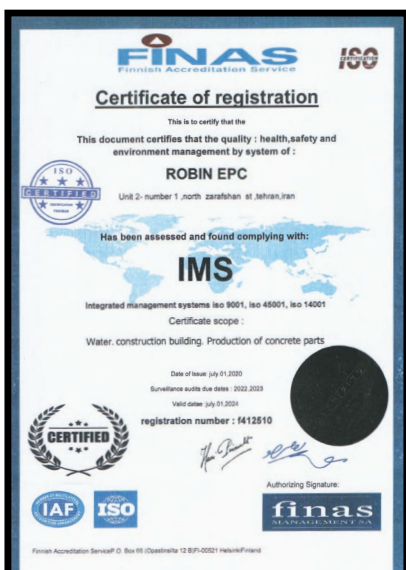 FINAS
Finnish Accreditation Service
ISO
CERTIFICATION
Certificate of registration
This is to certify that the
This document certifies that the quality : health,safety and
environment management by system of :
ISO
CERTIFIED
ROBIN EPC
Unit 2- number 1 ,north zarafshan st ,tehran,iran
Has been assessed and found complying with:
IMS
Integrated management systems iso 9001, iso 45001, iso 14001
Certificate scope :
Water. construction building. Production of concrete parts
Date of issue: july 01,2020
Surveillance audits due dates : 2022 ,2023
Valid datee :july 01,2024
registration number : f412510
CERTIFIED
Authorizing Signature:
IAF
ISO
finas
MANAGEMENT SA
Finnish Accreditation ServiceP.O. Box 66 (Opastinsilta 12 B)FI-00521 HelsinkiFinland